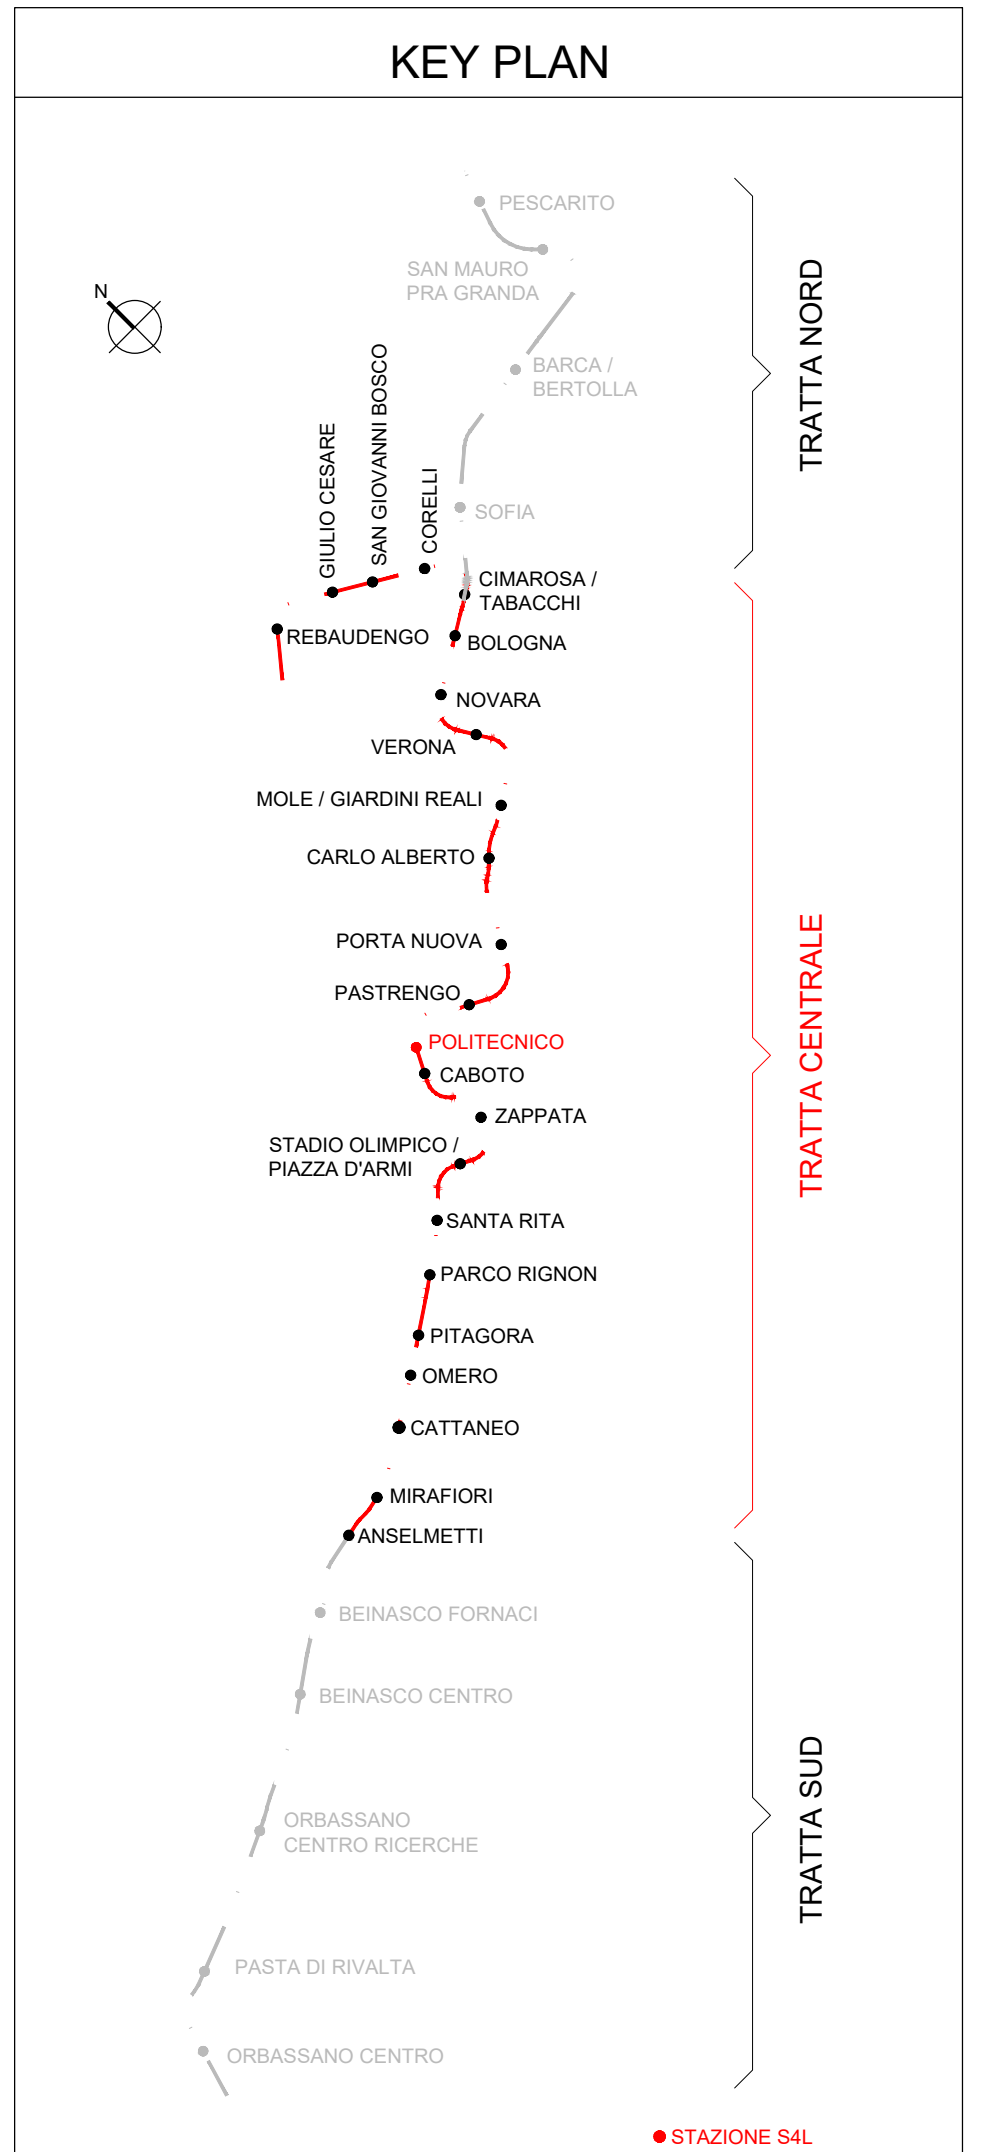 KEY PLAN
PESCARITO
SAN MAURO
PRA GRANDA
N
BARCA /
BERTOLLA
TRATTA NORD
GIULIO CESARE
SAN GIOVANNI BOSCO
CORELLI
SOFIA
CIMAROSA /
TABACCHI
REBAUDENGO
BOLOGNA
NOVARA
VERONA
MOLE / GIARDINI REALI
CARLO ALBERTO
PORTA NUOVA
PASTRENGO
POLITECNICO
CABOTO
TRATTA CENTRALE
ZAPPATA
STADIO OLIMPICO /
PIAZZA D'ARMI
SANTA RITA
PARCO RIGNON
PITAGORA
OMERO
CATTANEO
MIRAFIORI
ANSELMETTI
BEINASCO FORNACI
BEINASCO CENTRO
ORBASSANO
CENTRO RICERCHE
TRATTA SUD
PASTA DI RIVALTA
ORBASSANO CENTRO
STAZIONE S4L